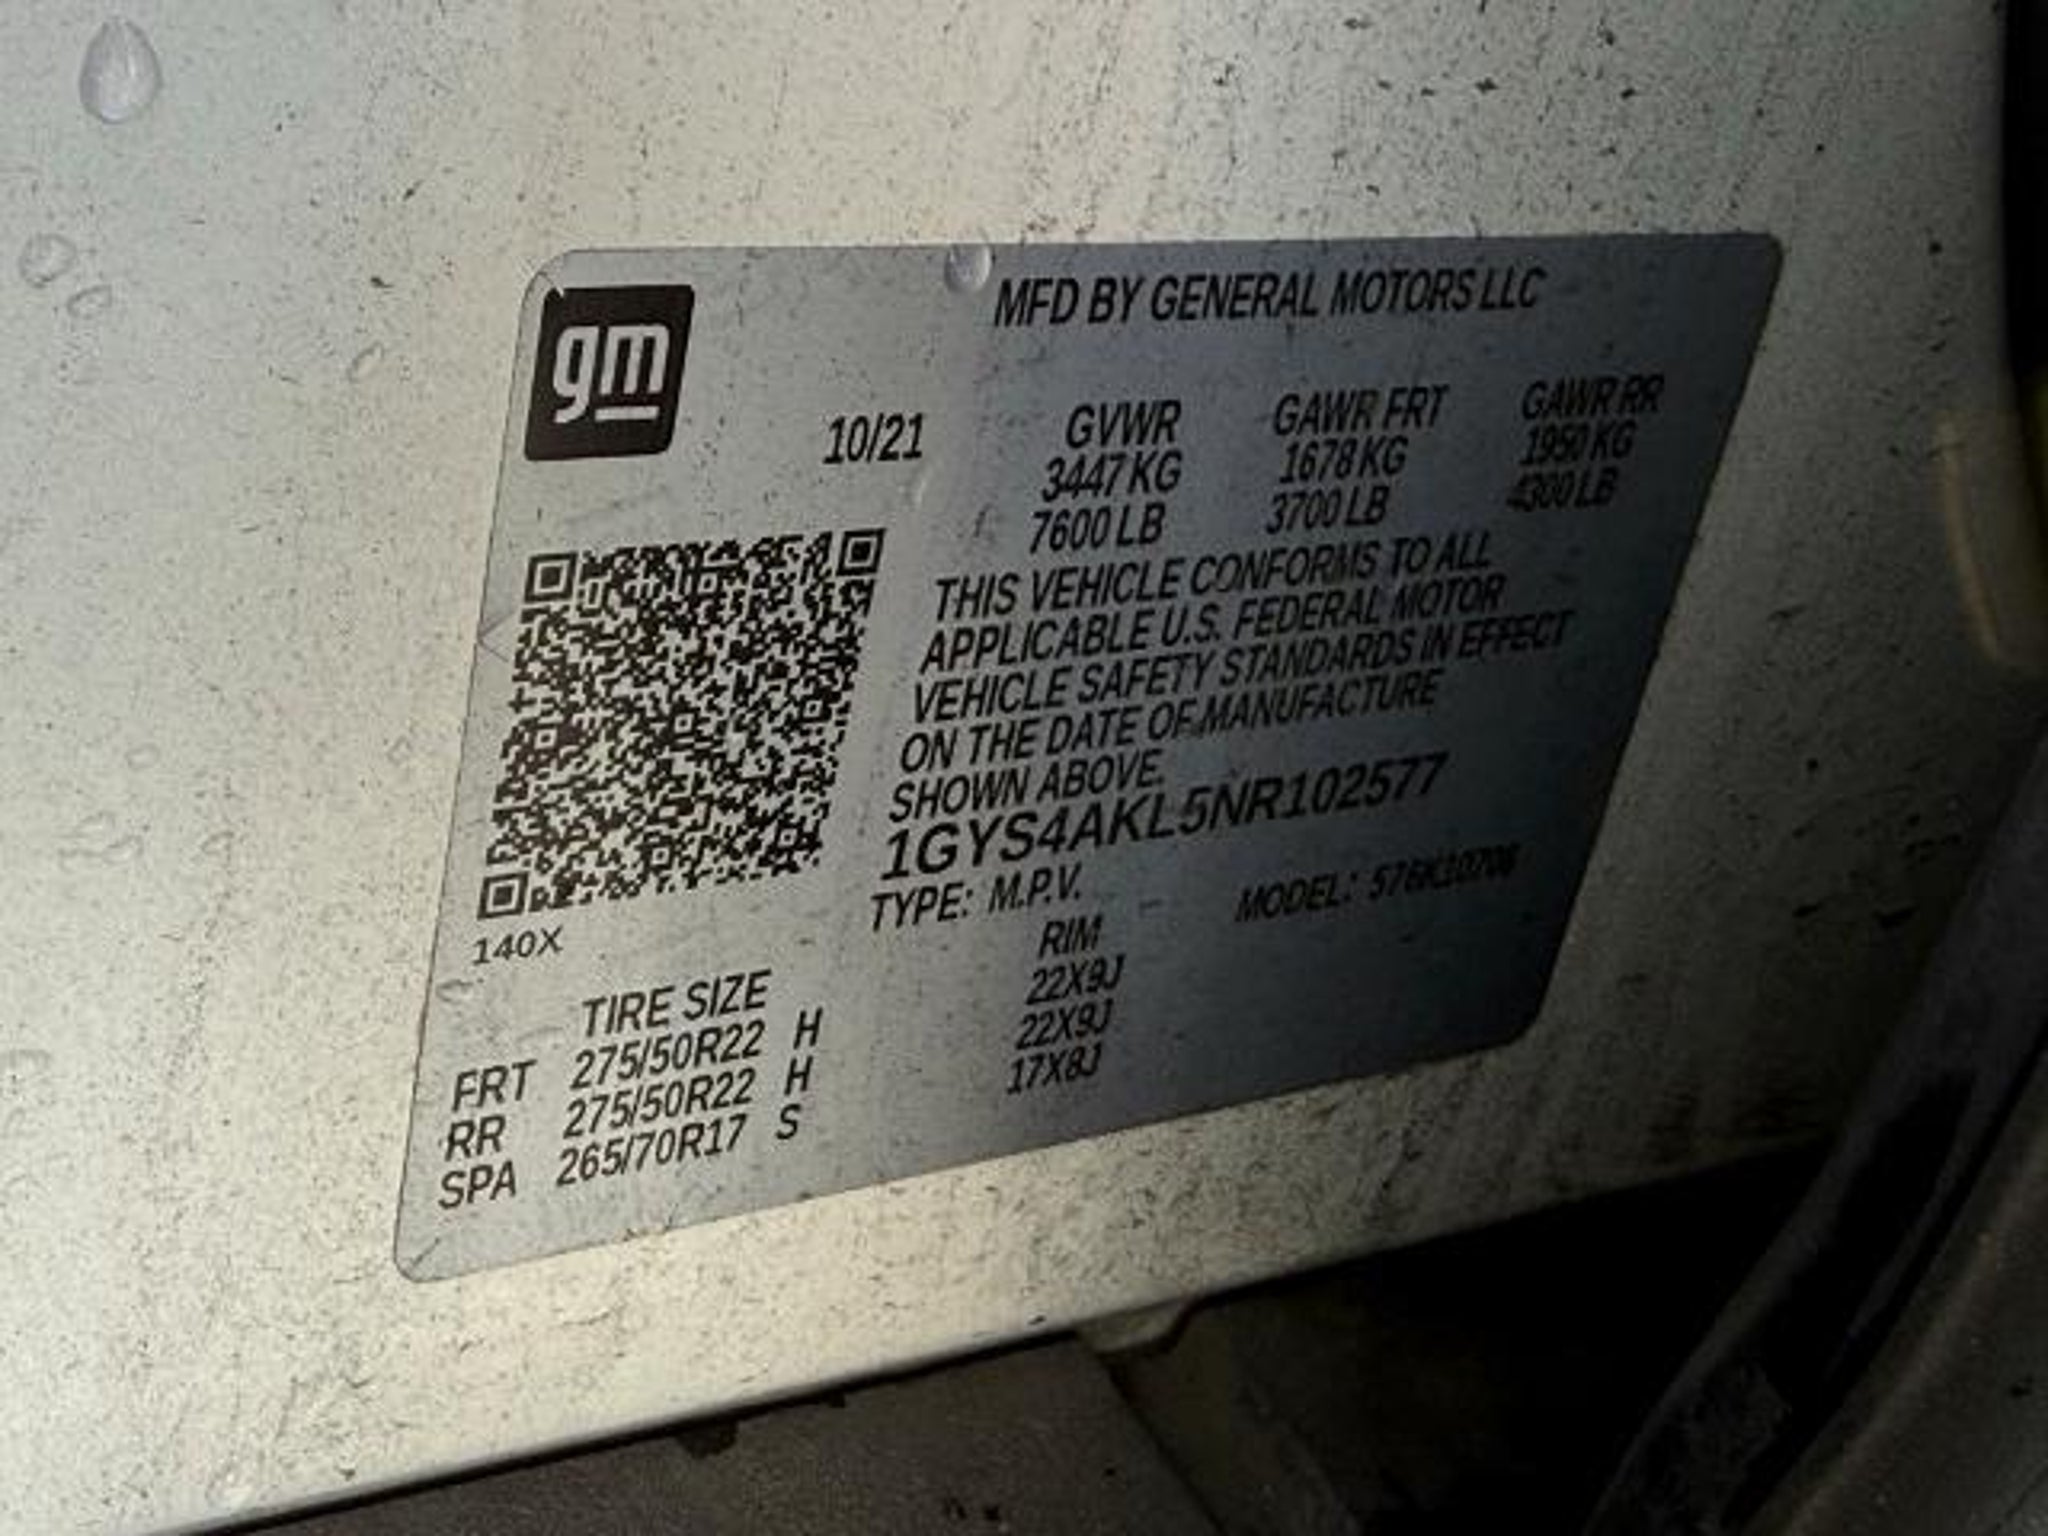 gm
MFD BY GENERAL MOTORS LLC
10/21
GVWR GAWR FRT GAWR RR
3447 KG 1678 KG 1950 KG
7600 LB 3700 LB 4300 LB
THIS VEHICLE CONFORMS TO ALL
APPLICABLE U.S. FEDERAL MOTOR
VEHICLE SAFETY STANDARDS IN EFFECT
ON THE DATE OF MANUFACTURE
SHOWN ABOVE.
1GYS4AKL5NR102577
TYPE: M.P.V. MODEL:
140X
TIRE SIZE RIM
FRT 275/50R22 H 22X9J
RR 275/50R22 H 22X9J
SPA 265/70R17 S 17X8J